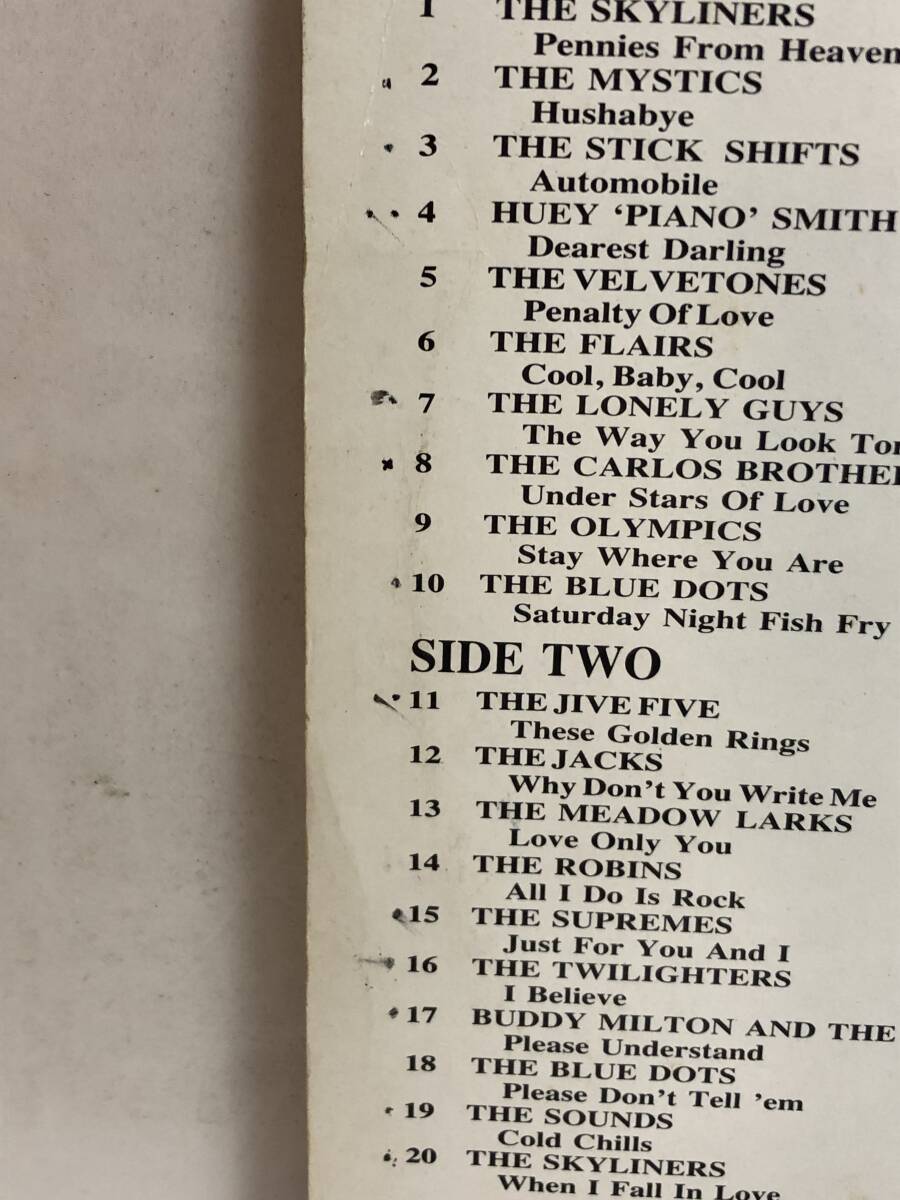 1 THE SKYLINERS
Pennies From Heaven
2 THE MYSTICS
Hushabye
3 THE STICK SHIFTS
Automobile
4 HUEY ‘PIANO’ SMITH
Dearest Darling
5 THE VELVETONES
Penalty Of Love
6 THE FLAIRS
Cool, Baby, Cool
7 THE LONELY GUYS
The Way You Look Ton
8 THE CARLOS BROTHER
Under Stars Of Love
9 THE OLYMPICS
Stay Where You Are
10 THE BLUE DOTS
Saturday Night Fish Fry
SIDE TWO
11 THE JIVE FIVE
These Golden Rings
12 THE JACKS
Why Don’t You Write Me
13 THE MEADOW LARKS
Love Only You
14 THE ROBINS
All I Do Is Rock
15 THE SUPREMES
Just For You And I
16 THE TWILIGHTERS
I Believe
17 BUDDY MILTON AND THE
Please Understand
18 THE BLUE DOTS
Please Don’t Tell ’em
19 THE SOUNDS
Cold Chills
20 THE SKYLINERS
When I Fall In Love